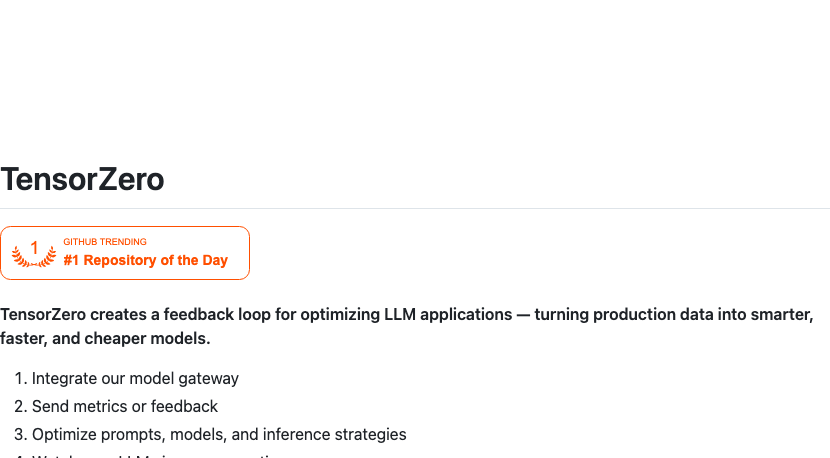 TensorZero
1
GITHUB TRENDING
#1 Repository of the Day
TensorZero creates a feedback loop for optimizing LLM applications — turning production data into smarter,
faster, and cheaper models.
1. Integrate our model gateway
2. Send metrics or feedback
3. Optimize prompts, models, and inference strategies